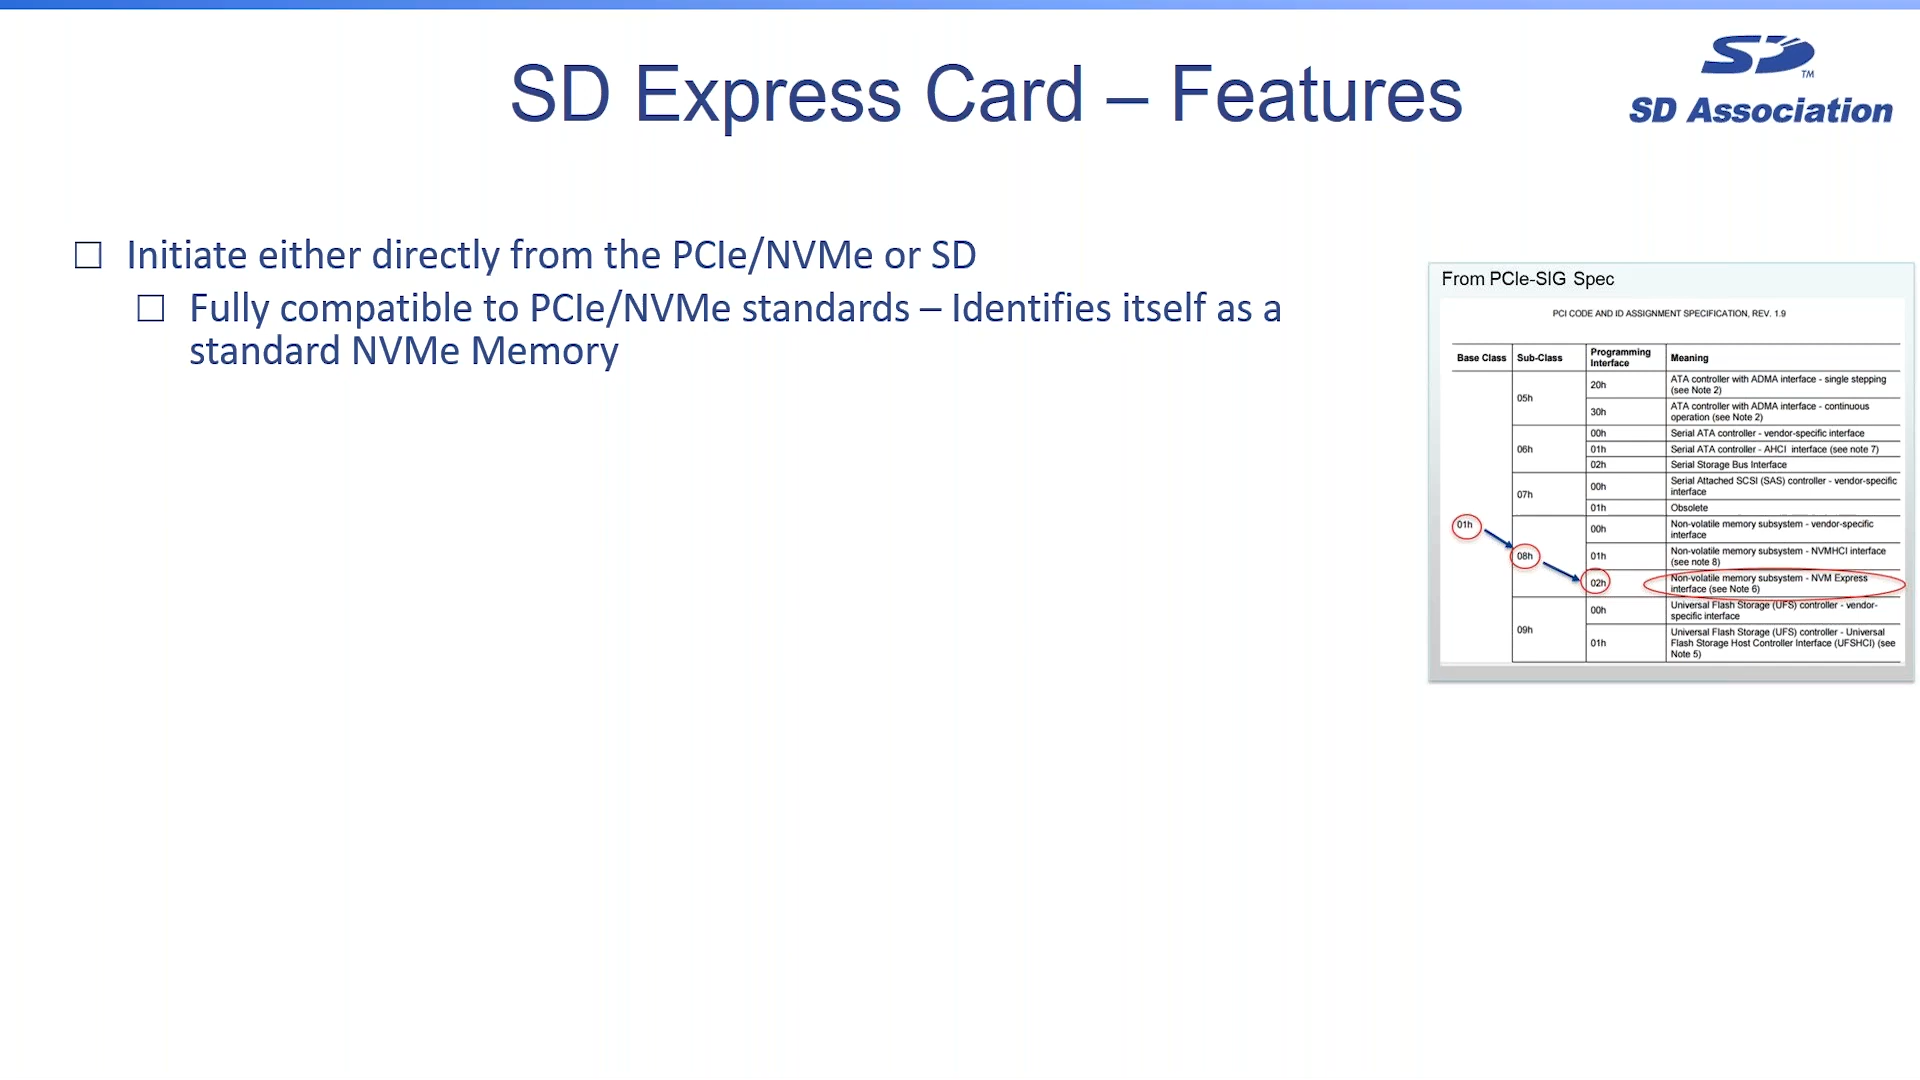 SD Express Card – Features
SD
TM
SD Association
Initiate either directly from the PCIe/NVMe or SD
Fully compatible to PCIe/NVMe standards – Identifies itself as a
standard NVMe Memory
From PCIe-SIG Spec
PCI CODE AND ID ASSIGNMENT SPECIFICATION, REV. 1.9
Base Class Sub-Class Programming Interface Meaning
05h
20h
ATA controller with ADMA interface - single stepping
(see Note 2)
30h
ATA controller with ADMA interface - continuous
operation (see Note 2)
06h
00h Serial ATA controller - vendor-specific interface
01h Serial ATA controller - AHCI interface (see note 7)
02h Serial Storage Bus Interface
07h
00h
Serial Attached SCSI (SAS) controller - vendor-specific
interface
01h Obsolete
01h
08h
00h
Non-volatile memory subsystem - vendor-specific
interface
01h
Non-volatile memory subsystem - NVMHCI interface
(see note 8)
02h
Non-volatile memory subsystem - NVM Express
interface (see Note 6)
09h
00h
Universal Flash Storage (UFS) controller - vendor-
specific interface
01h
Universal Flash Storage (UFS) controller - Universal
Flash Storage Host Controller Interface (UFSHCI) (see
Note 5)